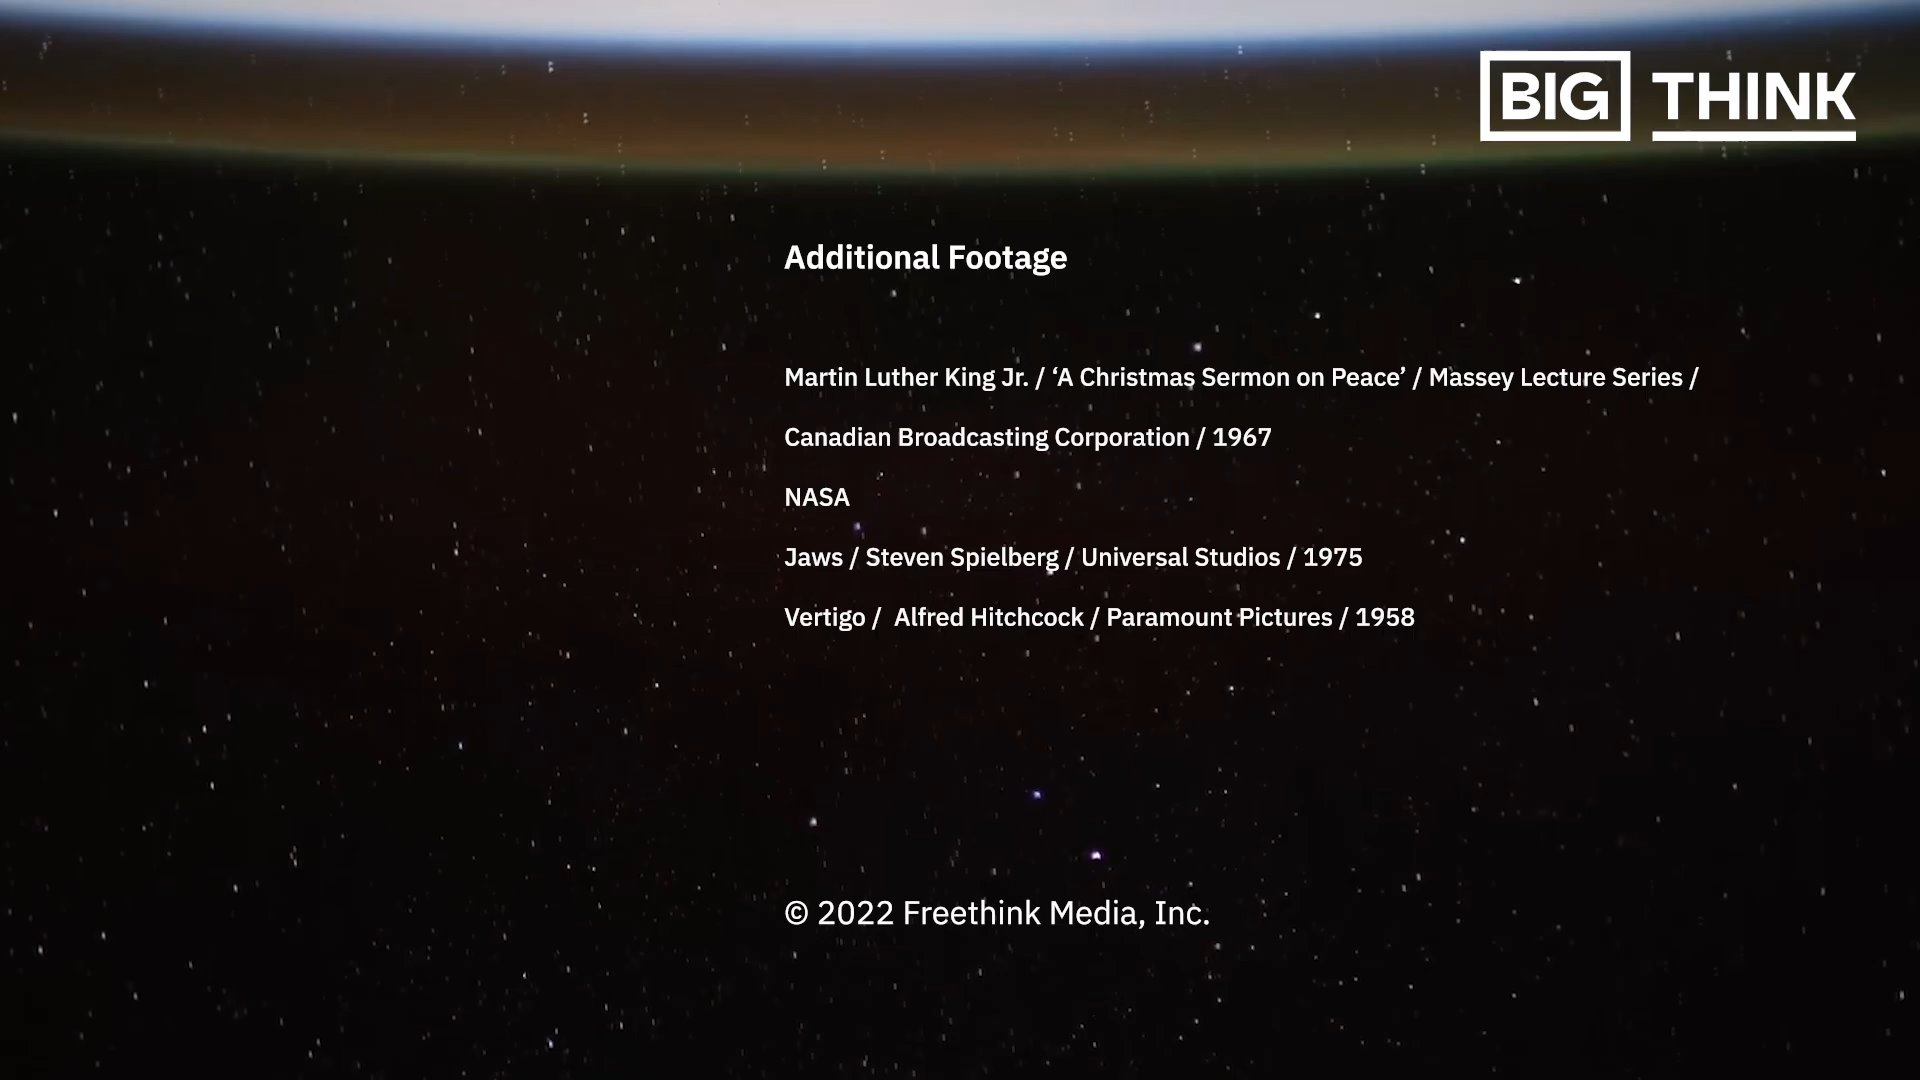 BIG THINK
Additional Footage
Martin Luther King Jr. / ‘A Christmas Sermon on Peace’ / Massey Lecture Series /
Canadian Broadcasting Corporation / 1967
NASA
Jaws / Steven Spielberg / Universal Studios / 1975
Vertigo /  Alfred Hitchcock / Paramount Pictures / 1958
© 2022 Freethink Media, Inc.